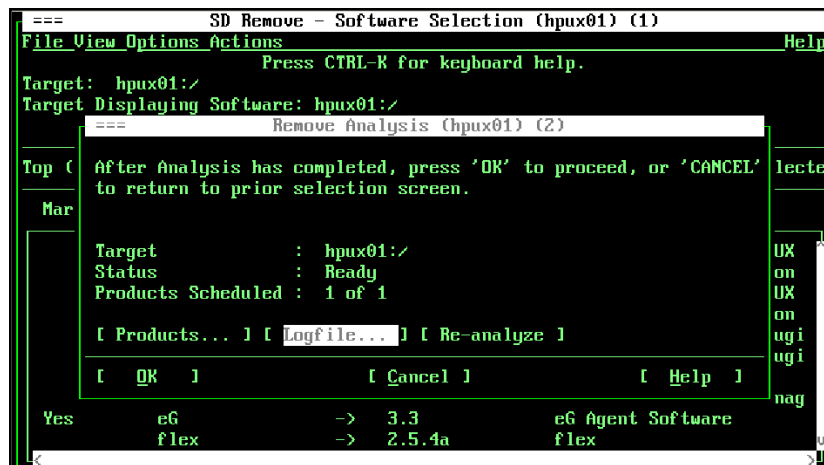 === SD Remove - Software Selection (hpux01) (1)
File View Options Actions Help
Press CTRL-K for keyboard help.
Target: hpux01:/
Target Displaying Software: hpux01:/
=== Remove Analysis (hpux01) (2)
After Analysis has completed, press 'OK' to proceed, or 'CANCEL'
to return to prior selection screen.
Top ( lecte
Mar
Target : hpux01:/ UX
Status : Ready on
Products Scheduled : 1 of 1 UX
on
[ Products... ] [ Logfile... ] [ Re-analyze ] ugi
ugi
[ OK ] [ Cancel ] [ Help ]
nag
Yes eG -> 3.3 eG Agent Software
flex -> 2.5.4a flex